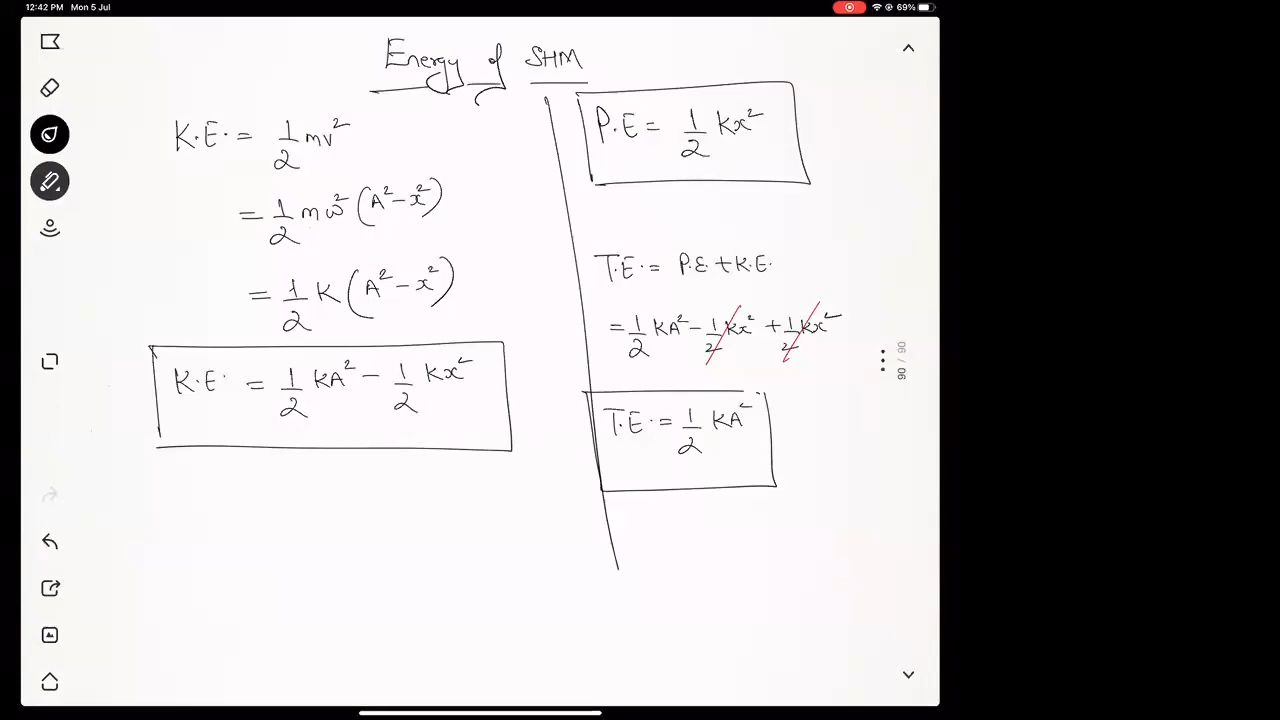 12:42 PM Mon 5 Jul
69%
Energy of SHM
K.E. = 1/2 mv²
= 1/2 mω² (A² − x²)
= 1/2 K (A² − x²)
K.E. = 1/2 KA² − 1/2 Kx²
P.E = 1/2 Kx²
T.E. = P.E. + K.E.
= 1/2 KA² − 1/2 Kx² + 1/2 Kx²
T.E. = 1/2 KA²
90 / 90